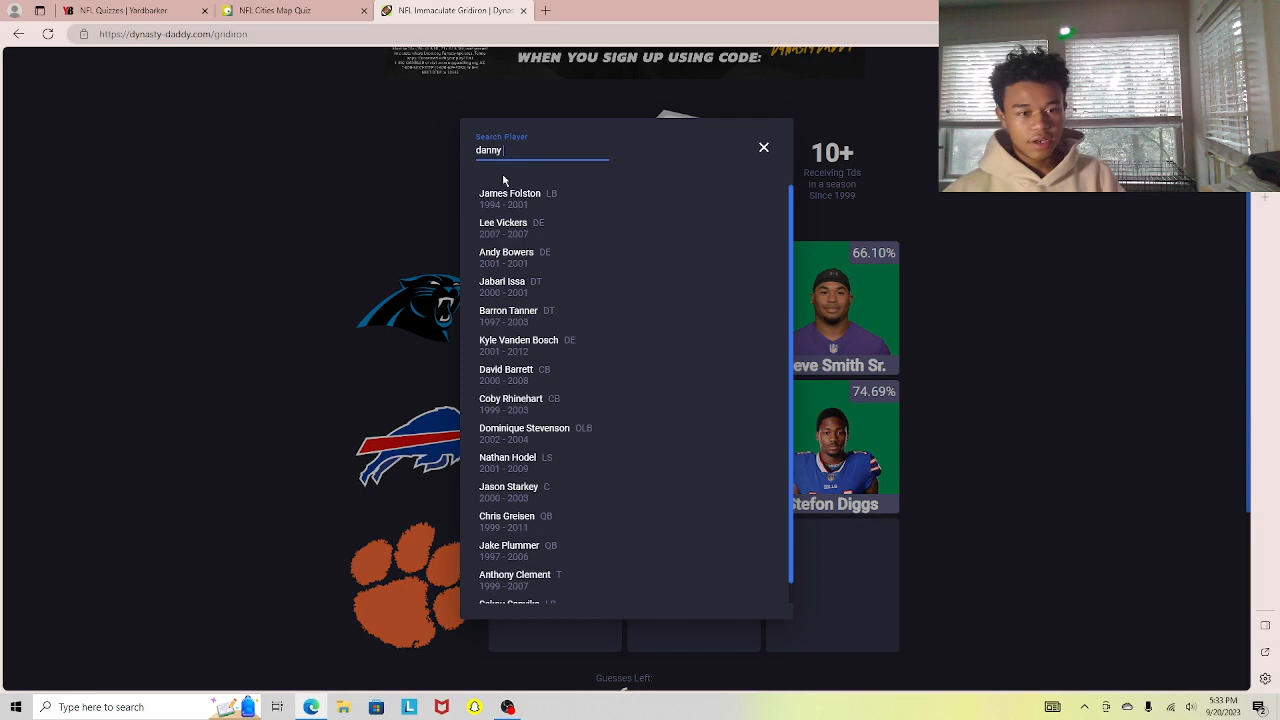 NFL Quizzes | Yardbarker
NFL College Map Quiz
NFL Gridiron Games | Dyna
https://dynasty-daddy.com/gridiron
WHEN YOU SIGN UP USING CODE:
DYNASTYDADDY
Search Player
danny
10+
Receiving Tds
in a season
Since 1999
James Folston LB
1994 - 2001
Lee Vickers DE
2007 - 2007
Andy Bowers DE
2001 - 2001
Jabari Issa DT
2000 - 2001
Barron Tanner DT
1997 - 2003
Kyle Vanden Bosch DE
2001 - 2012
David Barrett CB
2000 - 2008
Coby Rhinehart CB
1999 - 2003
Dominique Stevenson OLB
2002 - 2004
Nathan Hodel LS
2001 - 2009
Jason Starkey C
2000 - 2003
Chris Greisen QB
1999 - 2011
Jake Plummer QB
1997 - 2006
Anthony Clement T
1999 - 2007
66.10%
eve Smith Sr.
74.69%
Stefon Diggs
Guesses Left:
Type here to search
5:33 PM
9/20/2023